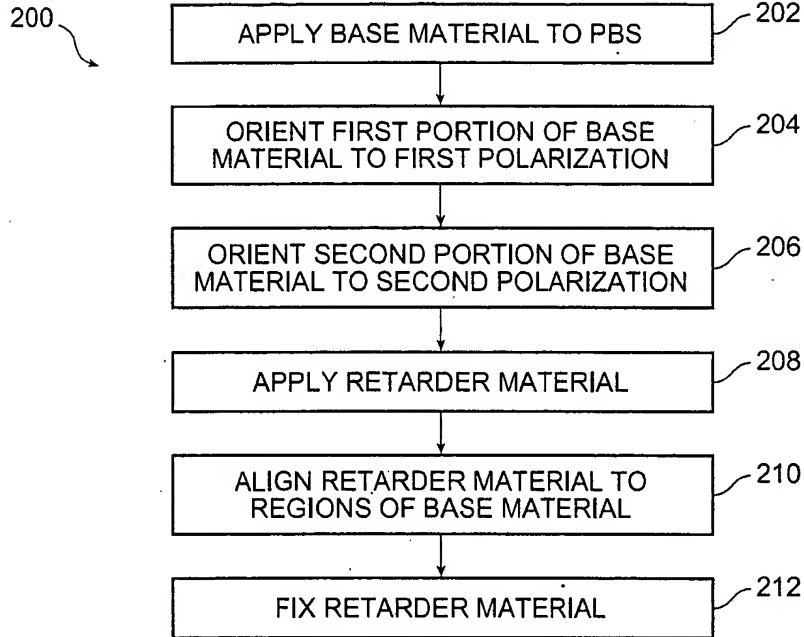 200
APPLY BASE MATERIAL TO PBS
202
ORIENT FIRST PORTION OF BASE
MATERIAL TO FIRST POLARIZATION
204
ORIENT SECOND PORTION OF BASE
MATERIAL TO SECOND POLARIZATION
206
APPLY RETARDER MATERIAL
208
ALIGN RETARDER MATERIAL TO
REGIONS OF BASE MATERIAL
210
FIX RETARDER MATERIAL
212